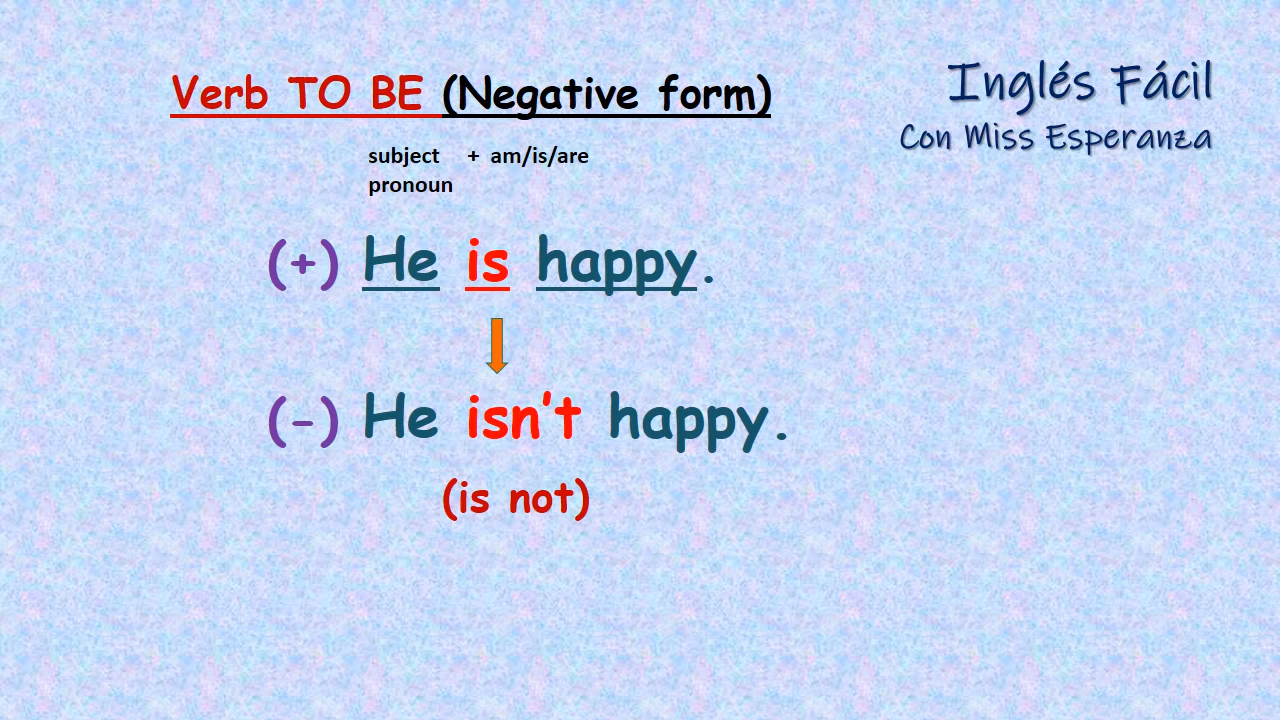 Verb TO BE (Negative form)
Inglés Fácil
Con Miss Esperanza
subject + am/is/are
pronoun
(+) He is happy.
(-) He isn't happy.
(is not)